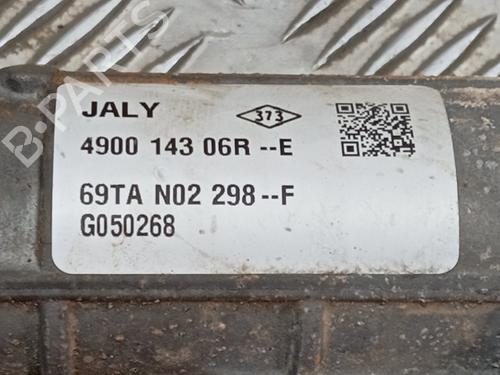 B-PARTS
JALY
373
4900 143 06R --E
69TA N02 298 --F
G050268